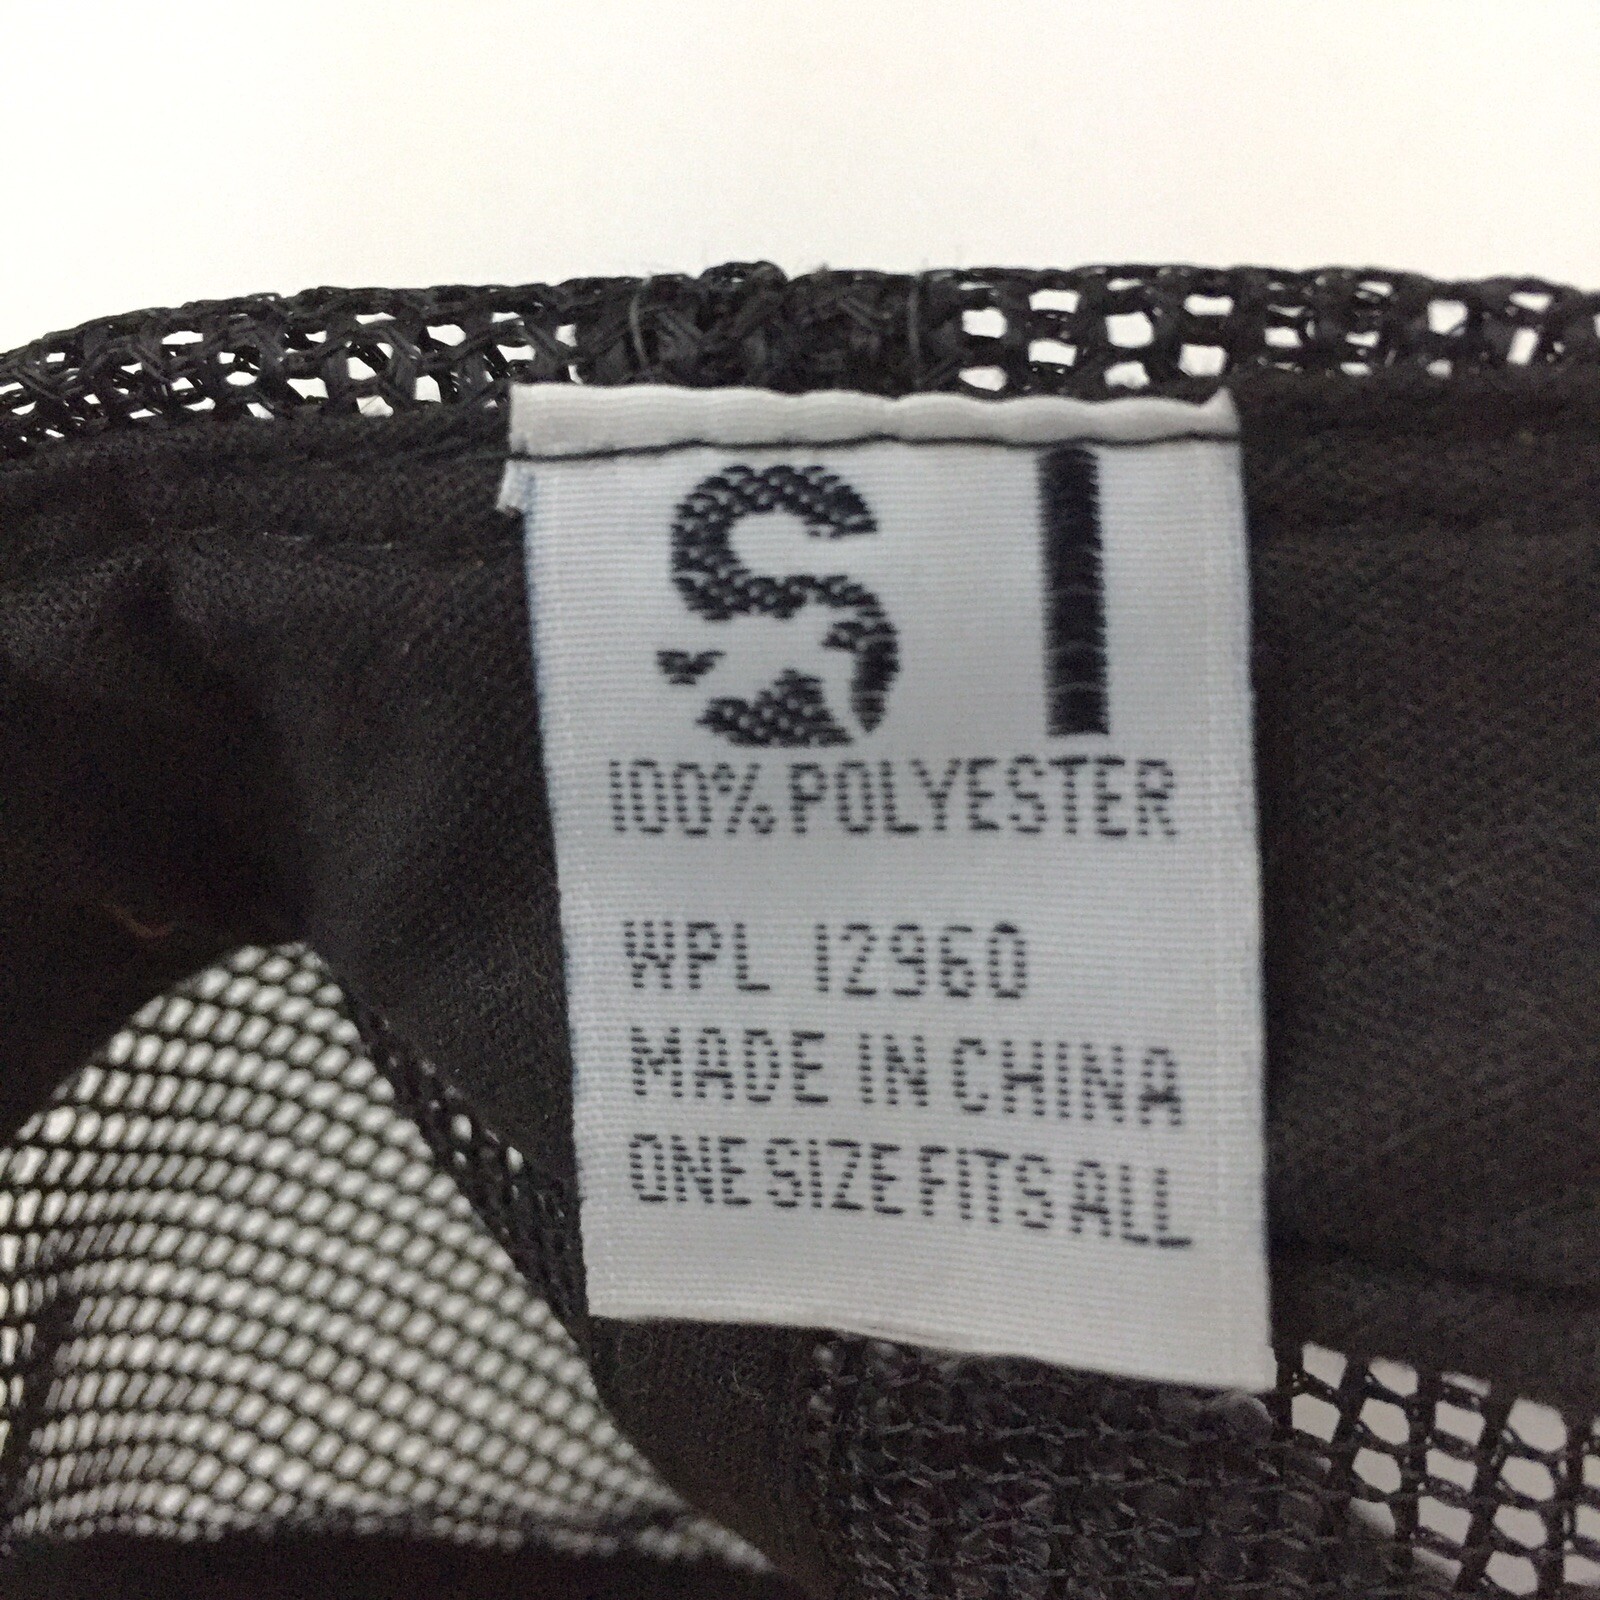 SI
100% POLYESTER
WPL 12960
MADE IN CHINA
ONE SIZE FITS ALL